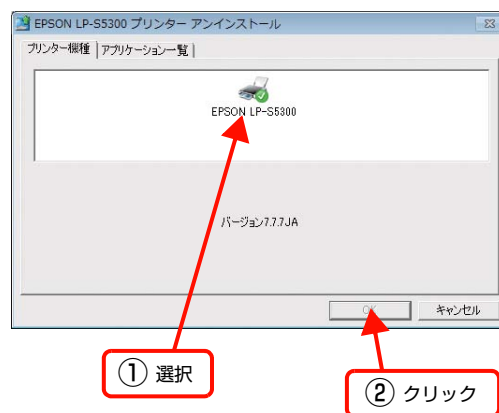 EPSON LP-S5300 プリンター アンインストール
プリンター機種 アプリケーション一覧
EPSON LP-S5300
バージョン7.7.7JA
OK キャンセル
① 選択
② クリック